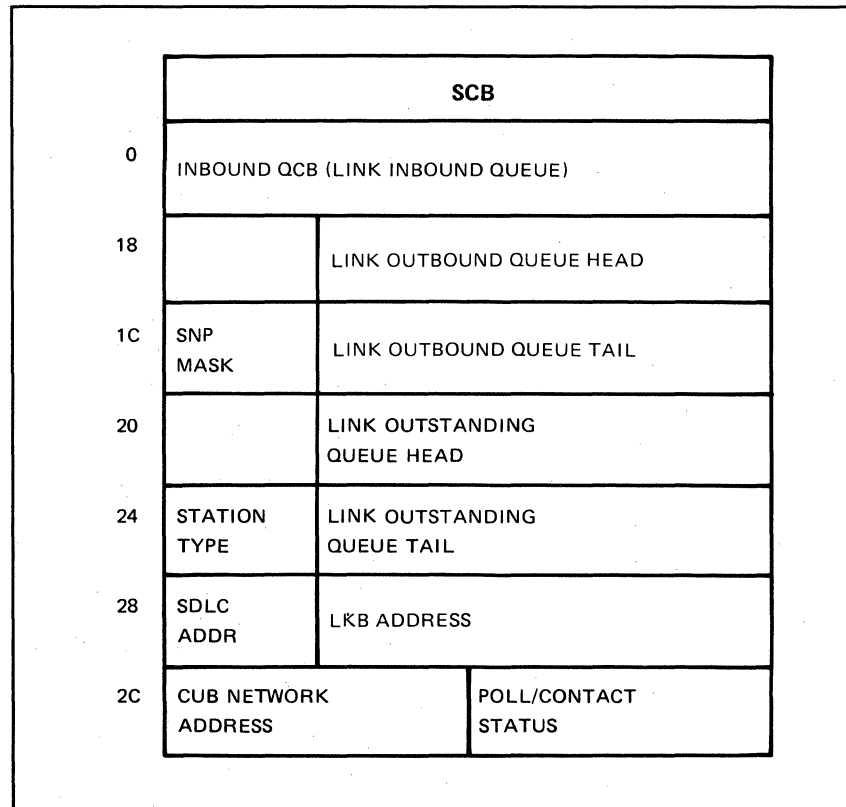 SCB
0
INBOUND QCB (LINK INBOUND QUEUE)
18
LINK OUTBOUND QUEUE HEAD
1C
SNP
MASK
LINK OUTBOUND QUEUE TAIL
20
LINK OUTSTANDING
QUEUE HEAD
24
STATION
TYPE
LINK OUTSTANDING
QUEUE TAIL
28
SDLC
ADDR
LKB ADDRESS
2C
CUB NETWORK
ADDRESS
POLL/CONTACT
STATUS